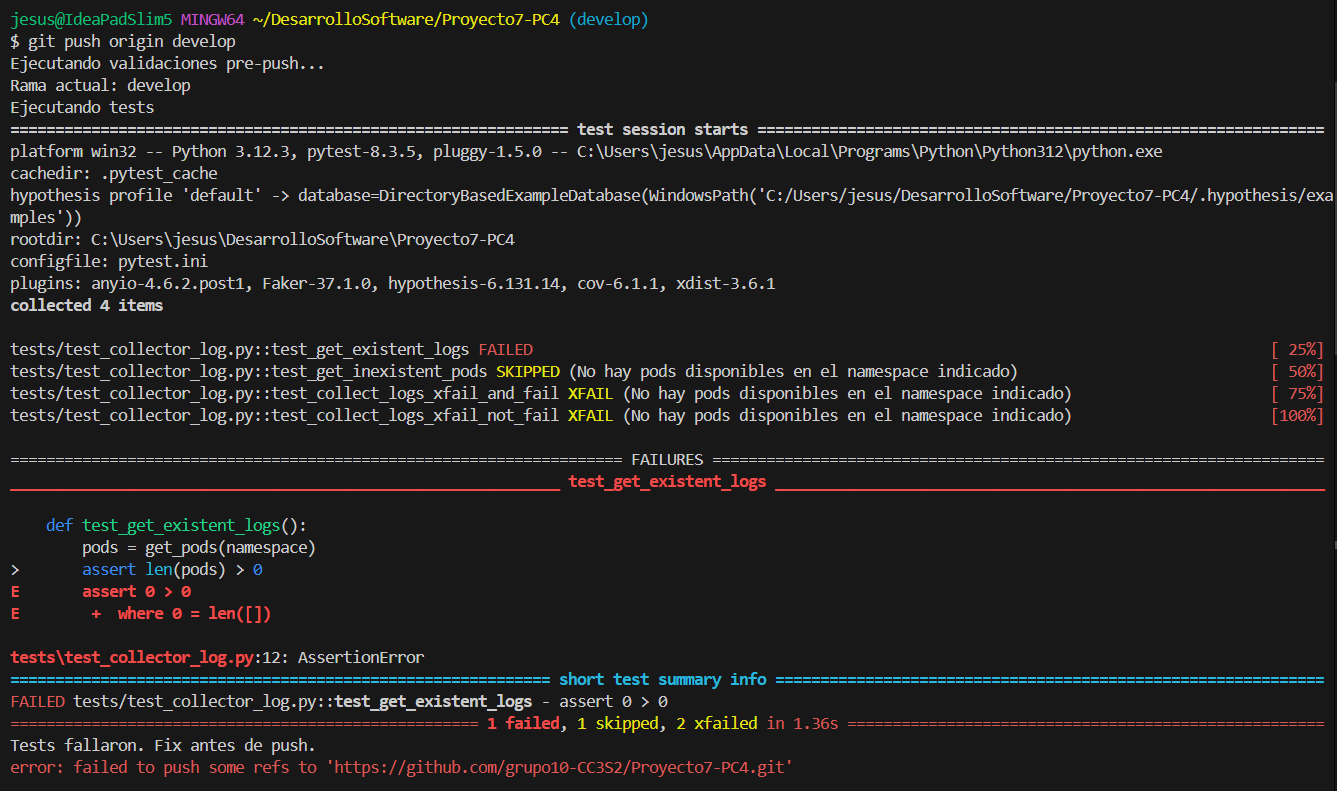 jesus@IdeaPadSlim5 MINGW64 ~/DesarrolloSoftware/Proyecto7-PC4 (develop)
$ git push origin develop
Ejecutando validaciones pre-push...
Rama actual: develop
Ejecutando tests
============================================================== test session starts ===============================================================
platform win32 -- Python 3.12.3, pytest-8.3.5, pluggy-1.5.0 -- C:\Users\jesus\AppData\Local\Programs\Python\Python312\python.exe
cachedir: .pytest_cache
hypothesis profile 'default' -> database=DirectoryBasedExampleDatabase(WindowsPath('C:/Users/jesus/DesarrolloSoftware/Proyecto7-PC4/.hypothesis/exa
mples'))
rootdir: C:\Users\jesus\DesarrolloSoftware\Proyecto7-PC4
configfile: pytest.ini
plugins: anyio-4.6.2.post1, Faker-37.1.0, hypothesis-6.131.14, cov-6.1.1, xdist-3.6.1
collected 4 items
tests/test_collector_log.py::test_get_existent_logs FAILED [ 25%]
tests/test_collector_log.py::test_get_inexistent_pods SKIPPED (No hay pods disponibles en el namespace indicado) [ 50%]
tests/test_collector_log.py::test_collect_logs_xfail_and_fail XFAIL (No hay pods disponibles en el namespace indicado) [ 75%]
tests/test_collector_log.py::test_collect_logs_xfail_not_fail XFAIL (No hay pods disponibles en el namespace indicado) [100%]
==================================================================== FAILURES ====================================================================
_____________________________________________________________ test_get_existent_logs _____________________________________________________________
def test_get_existent_logs():
pods = get_pods(namespace)
> assert len(pods) > 0
E assert 0 > 0
E + where 0 = len([])
tests\test_collector_log.py:12: AssertionError
============================================================ short test summary info =============================================================
FAILED tests/test_collector_log.py::test_get_existent_logs - assert 0 > 0
==================================================== 1 failed, 1 skipped, 2 xfailed in 1.36s =====================================================
Tests fallaron. Fix antes de push.
error: failed to push some refs to 'https://github.com/grupo10-CC3S2/Proyecto7-PC4.git'